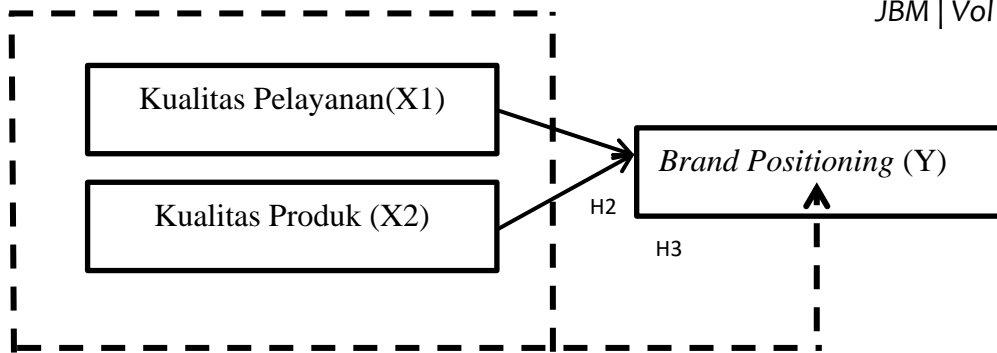 JBM | Vol
Kualitas Pelayanan(X1)
Brand Positioning (Y)
Kualitas Produk (X2)
H2
H3